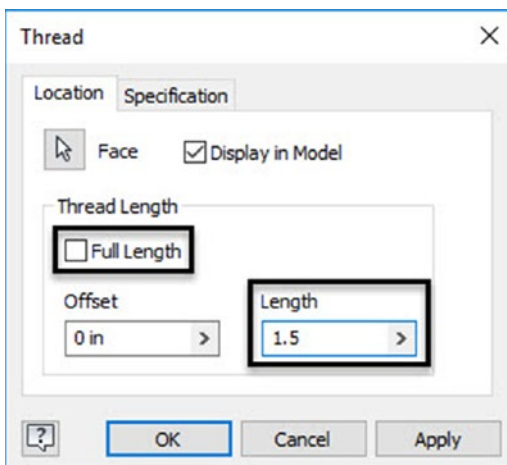 Thread
Location Specification
Face Display in Model
Thread Length
Full Length
Offset Length
0 in 1.5
OK Cancel Apply